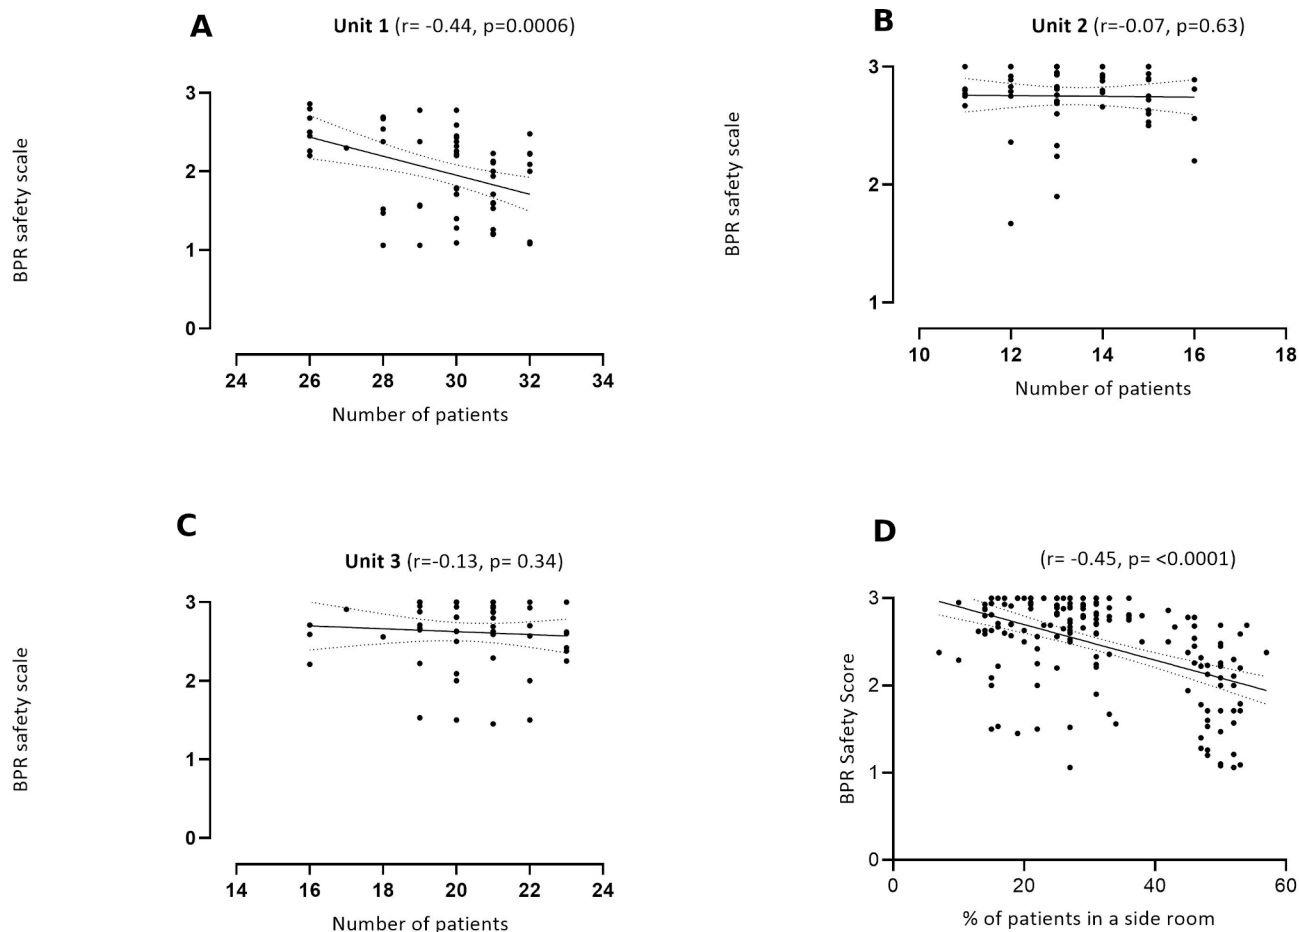 A
Unit 1 (r= -0.44, p=0.0006)
BPR safety scale
3
2
1
0
24 26 28 30 32 34
Number of patients
B
Unit 2 (r=-0.07, p=0.63)
BPR safety scale
3
2
1
10 12 14 16 18
Number of patients
C
Unit 3 (r=-0.13, p= 0.34)
BPR safety scale
3
2
1
0
14 16 18 20 22 24
Number of patients
D
(r= -0.45, p= <0.0001)
BPR Safety Score
3
2
1
0
0 20 40 60
% of patients in a side room